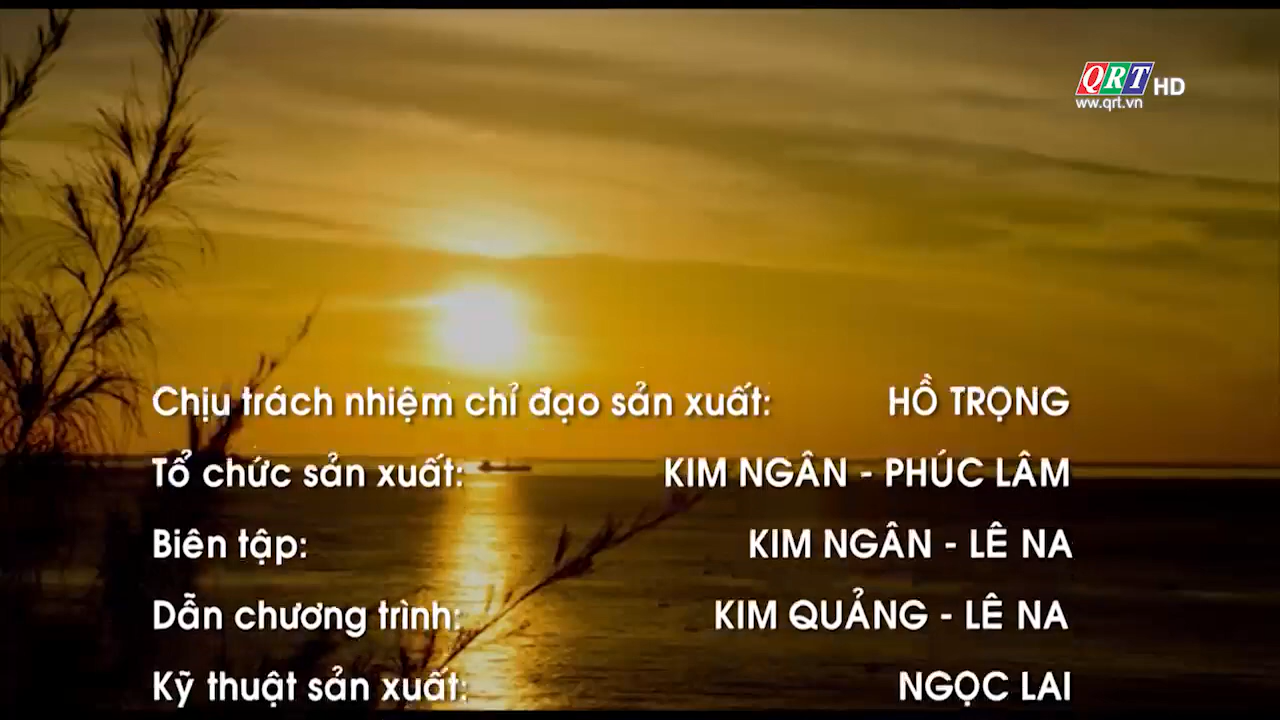 QRT HD
ww.qrt.vn
Chịu trách nhiệm chỉ đạo sản xuất: HỒ TRỌNG
Tổ chức sản xuất: KIM NGÂN - PHÚC LÂM
Biên tập: KIM NGÂN - LÊ NA
Dẫn chương trình: KIM QUẢNG - LÊ NA
Kỹ thuật sản xuất: NGỌC LAI